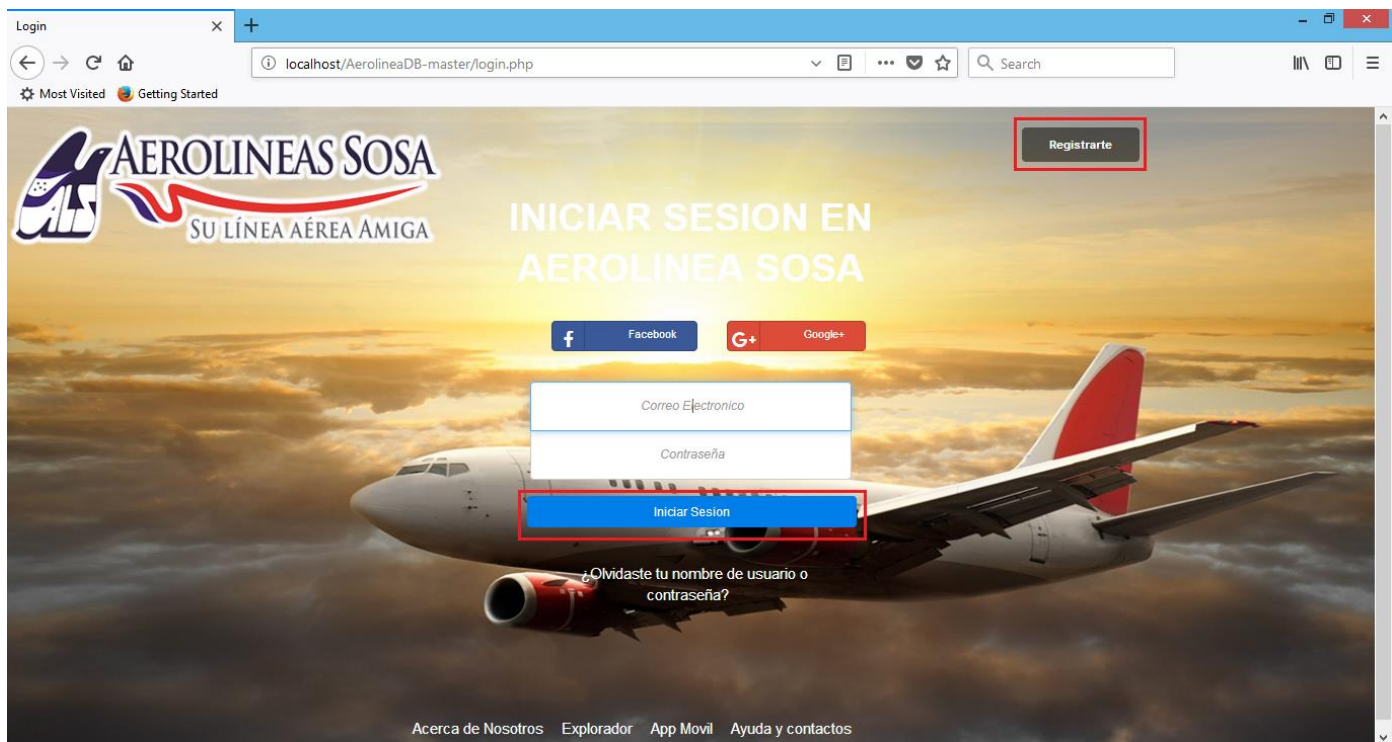 Login
localhost/AerolineaDB-master/login.php
Search
Most Visited
Getting Started
AEROLINEAS SOSA
SU LÍNEA AÉREA AMIGA
ALS
Registrarte
INICIAR SESION EN
AEROLINEA SOSA
f Facebook
G+ Google+
Correo Electronico
Contraseña
Iniciar Sesion
¿Olvidaste tu nombre de usuario o
contraseña?
Acerca de Nosotros Explorador App Movil Ayuda y contactos